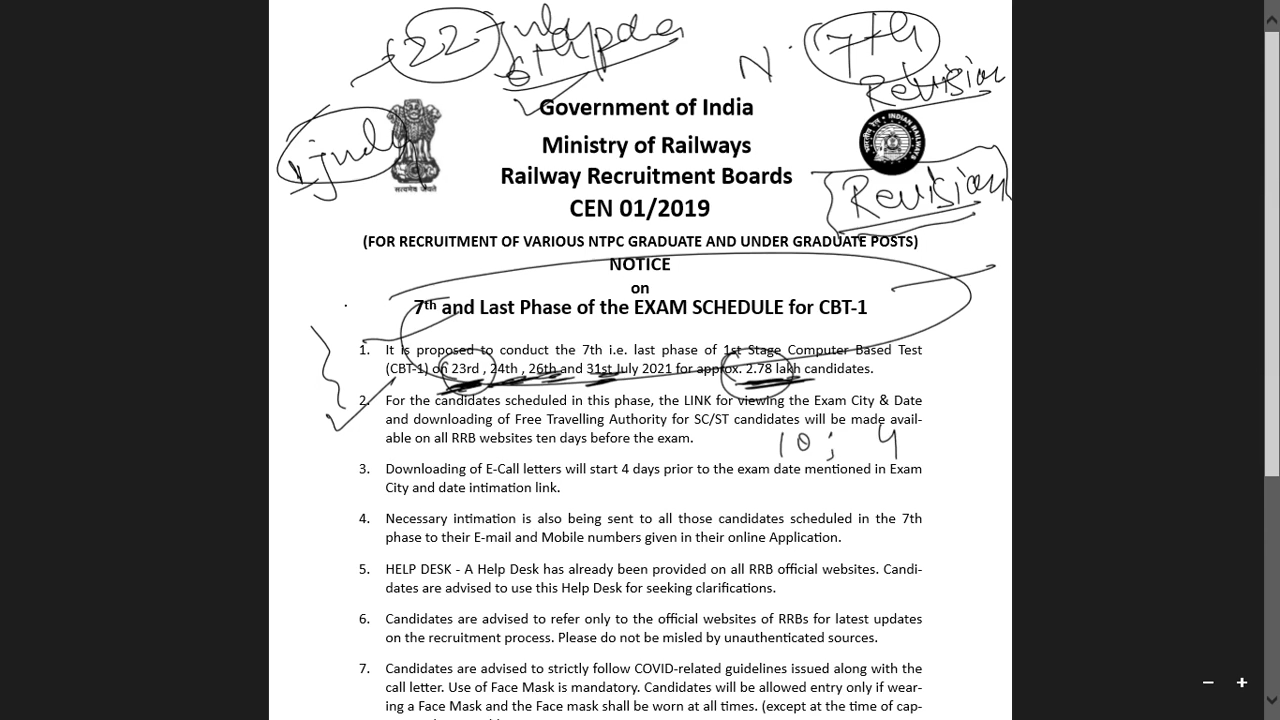 22 July
6 th
N
7th
Revision
July
Government of India
Ministry of Railways
Railway Recruitment Boards
CEN 01/2019
सत्यमेव जयते
INDIAN RAILWAYS
Revision
(FOR RECRUITMENT OF VARIOUS NTPC GRADUATE AND UNDER GRADUATE POSTS)
NOTICE
on
7th and Last Phase of the EXAM SCHEDULE for CBT-1
1. It is proposed to conduct the 7th i.e. last phase of 1st Stage Computer Based Test
(CBT-1) on 23rd , 24th , 26th and 31st July 2021 for approx. 2.78 lakh candidates.
2. For the candidates scheduled in this phase, the LINK for viewing the Exam City & Date
and downloading of Free Travelling Authority for SC/ST candidates will be made avail-
able on all RRB websites ten days before the exam.
10 ; 4
3. Downloading of E-Call letters will start 4 days prior to the exam date mentioned in Exam
City and date intimation link.
4. Necessary intimation is also being sent to all those candidates scheduled in the 7th
phase to their E-mail and Mobile numbers given in their online Application.
5. HELP DESK - A Help Desk has already been provided on all RRB official websites. Candi-
dates are advised to use this Help Desk for seeking clarifications.
6. Candidates are advised to refer only to the official websites of RRBs for latest updates
on the recruitment process. Please do not be misled by unauthenticated sources.
7. Candidates are advised to strictly follow COVID-related guidelines issued along with the
call letter. Use of Face Mask is mandatory. Candidates will be allowed entry only if wear-
ing a Face Mask and the Face mask shall be worn at all times. (except at the time of cap-